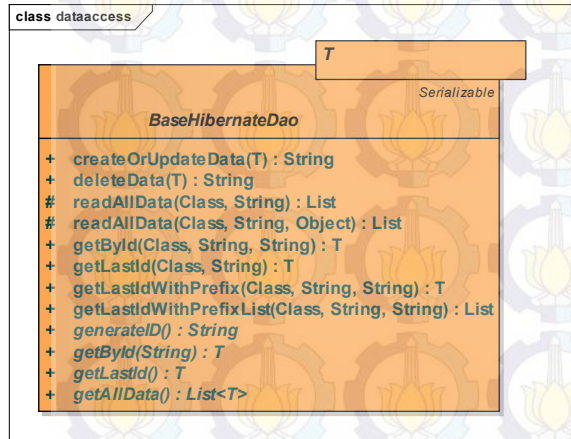 class dataaccess
T
Serializable
BaseHibernateDao
+ createOrUpdateData(T) : String
+ deleteData(T) : String
# readAllData(Class, String) : List
# readAllData(Class, String, Object) : List
+ getById(Class, String, String) : T
+ getLastId(Class, String) : T
+ getLastIdWithPrefix(Class, String, String) : T
+ getLastIdWithPrefixList(Class, String, String) : List
+ generateID() : String
+ getById(String) : T
+ getLastId() : T
+ getAllData() : List<T>